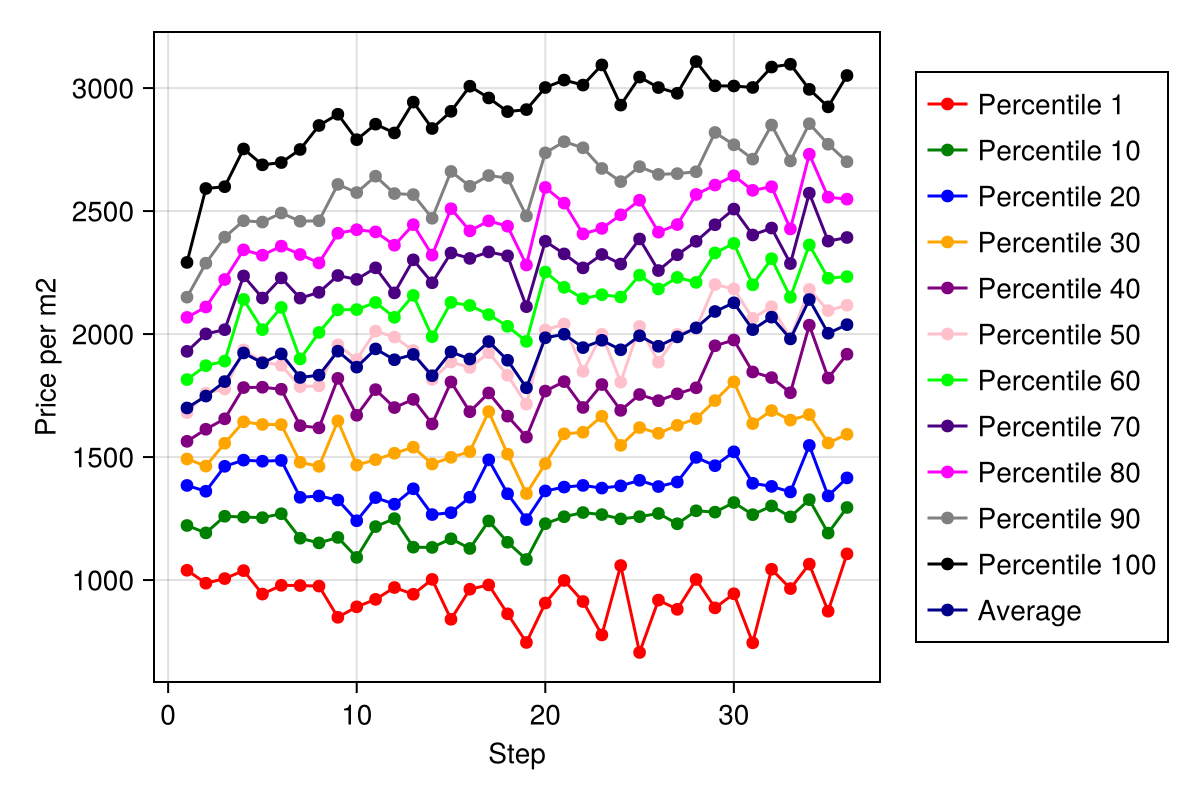 3000
2500
2000
1500
1000
Price per m2
0 10 20 30
Step
Percentile 1
Percentile 10
Percentile 20
Percentile 30
Percentile 40
Percentile 50
Percentile 60
Percentile 70
Percentile 80
Percentile 90
Percentile 100
Average